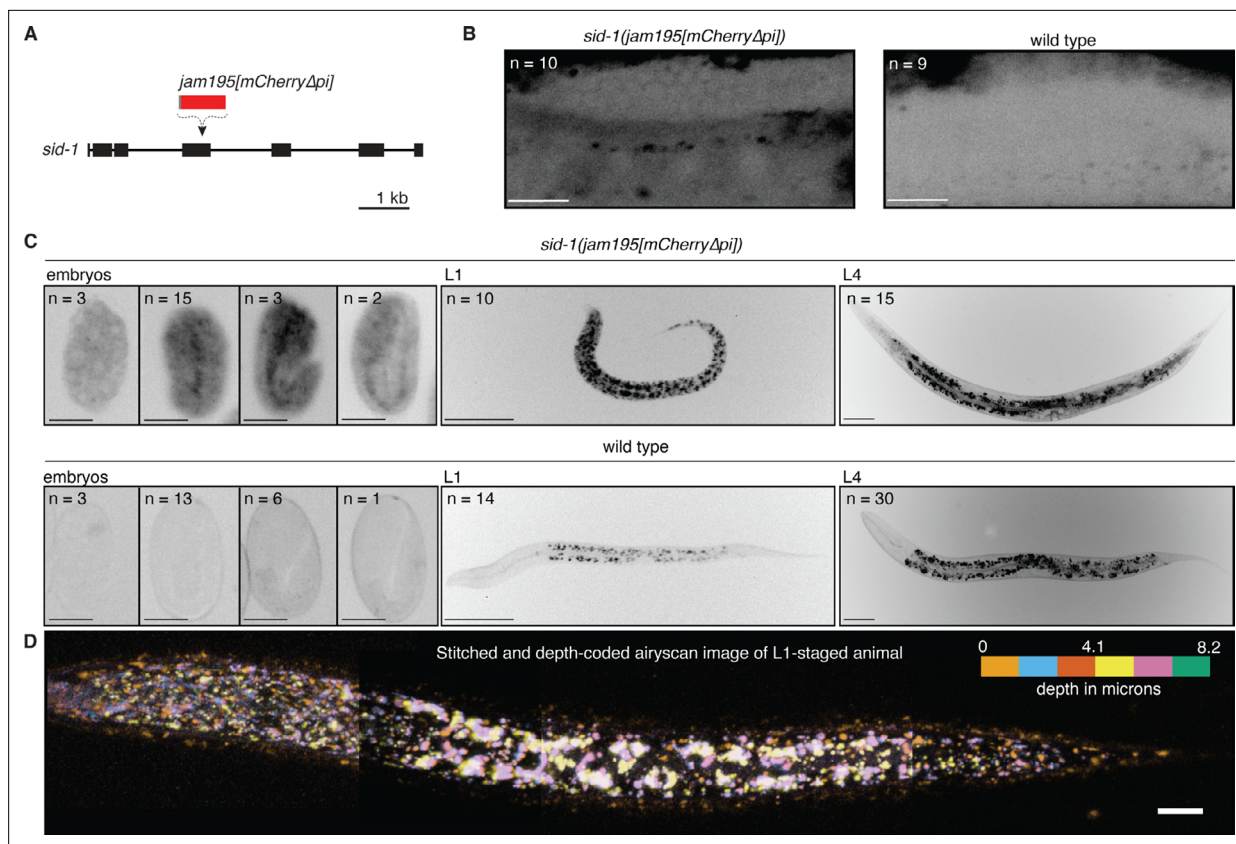 A
jam195[mCherryΔpi]
sid-1
1 kb
B
sid-1(jam195[mCherryΔpi])
n = 10
wild type
n = 9
C
sid-1(jam195[mCherryΔpi])
embryos
n = 3
n = 15
n = 3
n = 2
L1
n = 10
L4
n = 15
wild type
embryos
n = 3
n = 13
n = 6
n = 1
L1
n = 14
L4
n = 30
D
Stitched and depth-coded airyscan image of L1-staged animal
0 4.1 8.2
depth in microns